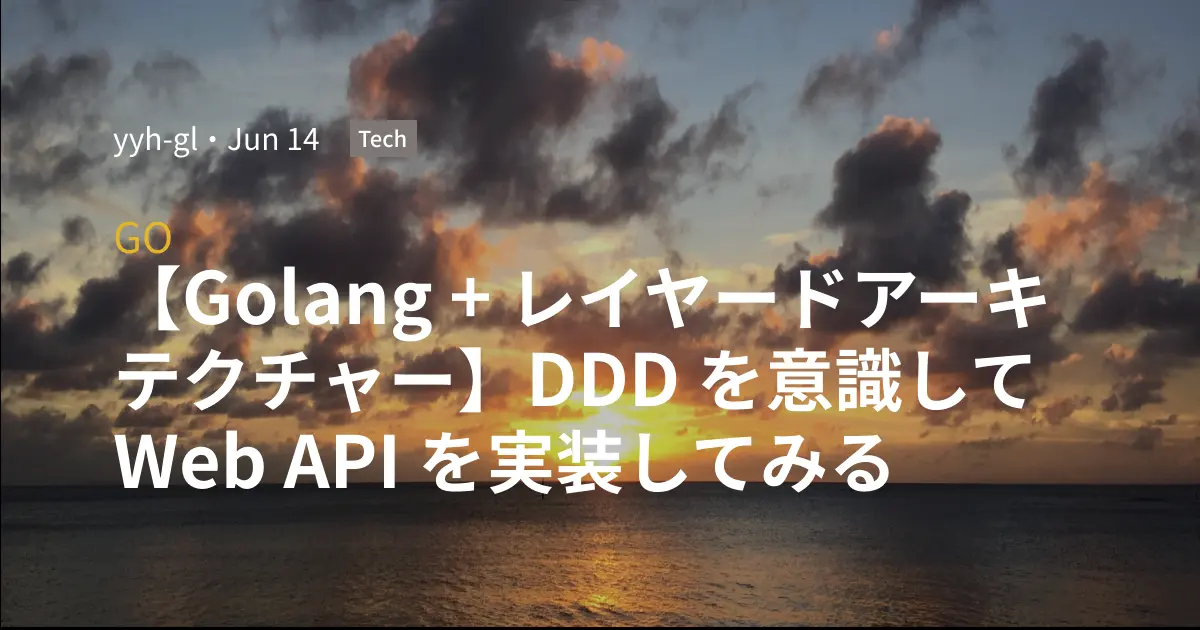 yyh-gl・Jun 14 Tech
GO
【Golang + レイヤードアーキ
テクチャー】DDD を意識して
Web API を実装してみる